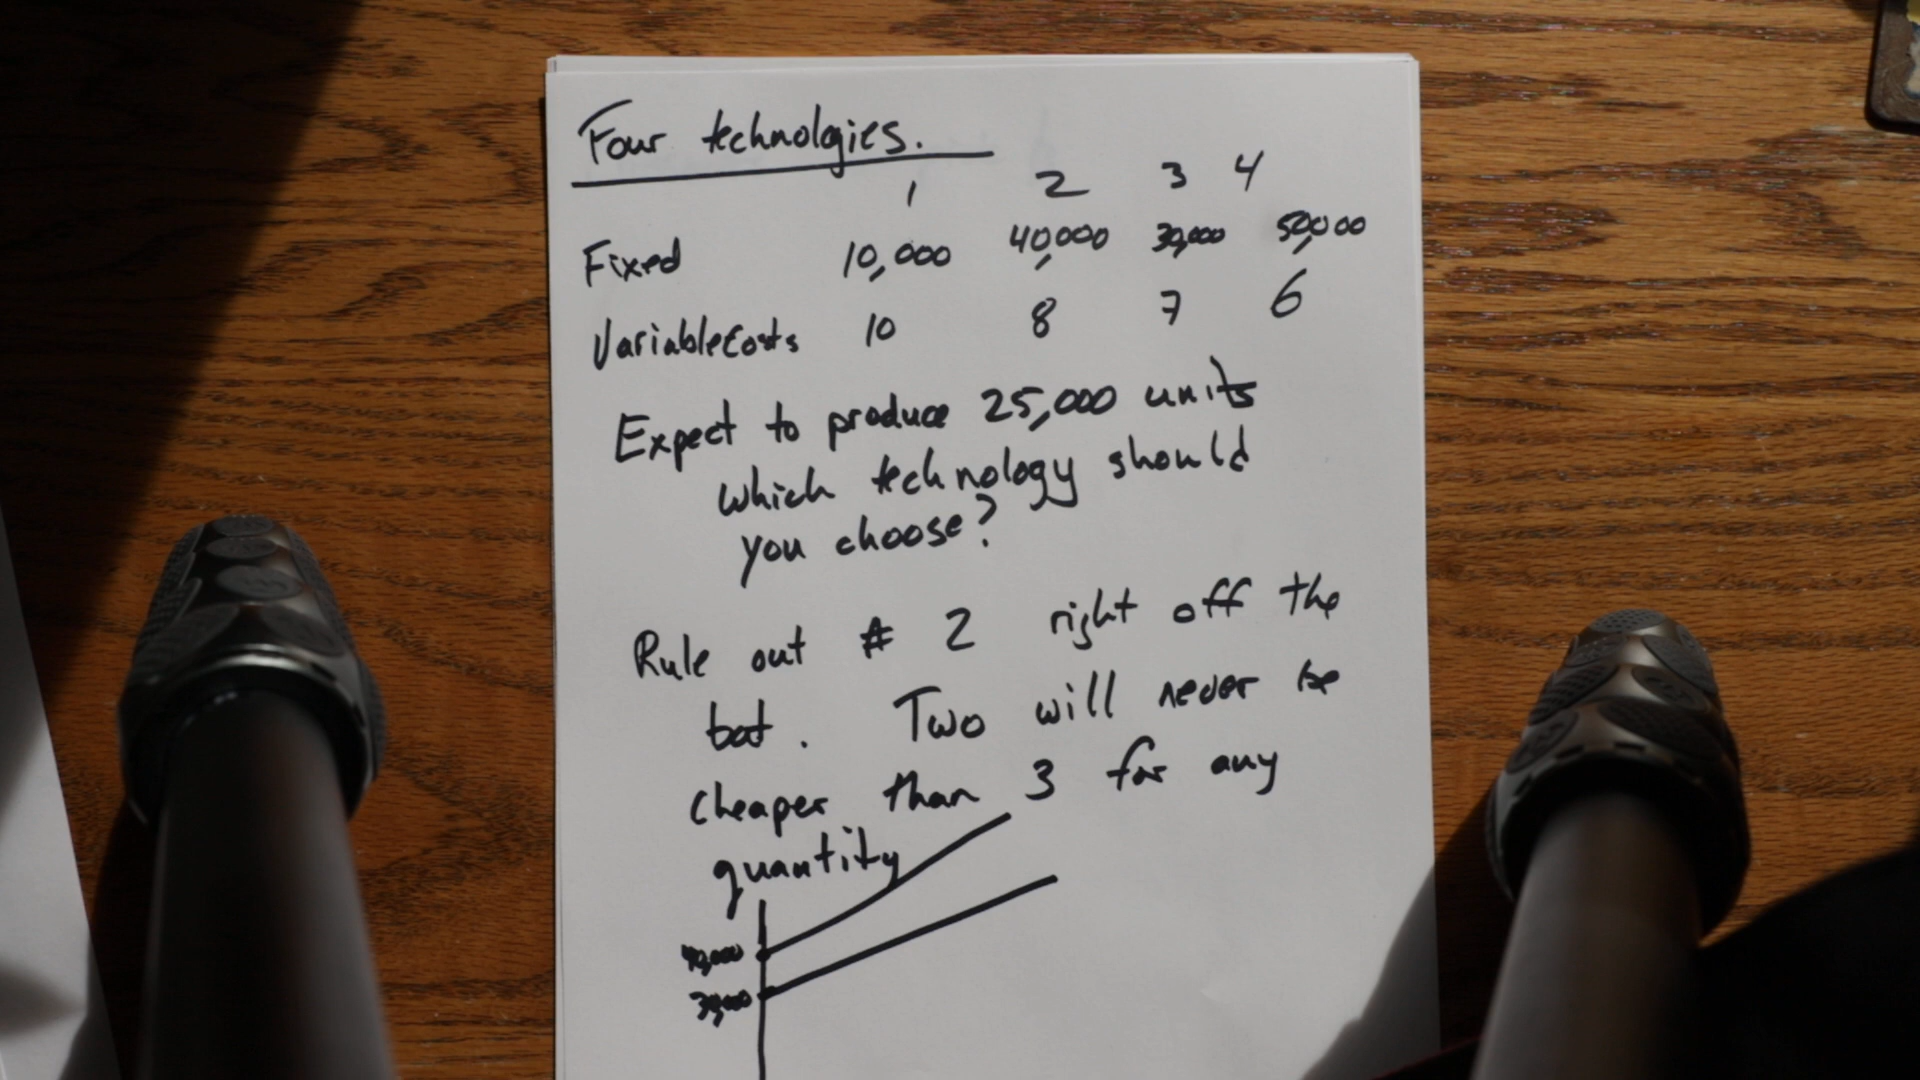 Four technologies.
1 2 3 4
Fixed 10,000 40,000 30,000 50,000
Variable Costs 10 8 7 6
Expect to produce 25,000 units
which technology should
you choose?
Rule out # 2 right off the
bat. Two will never be
cheaper than 3 for any
quantity
40,000
30,000